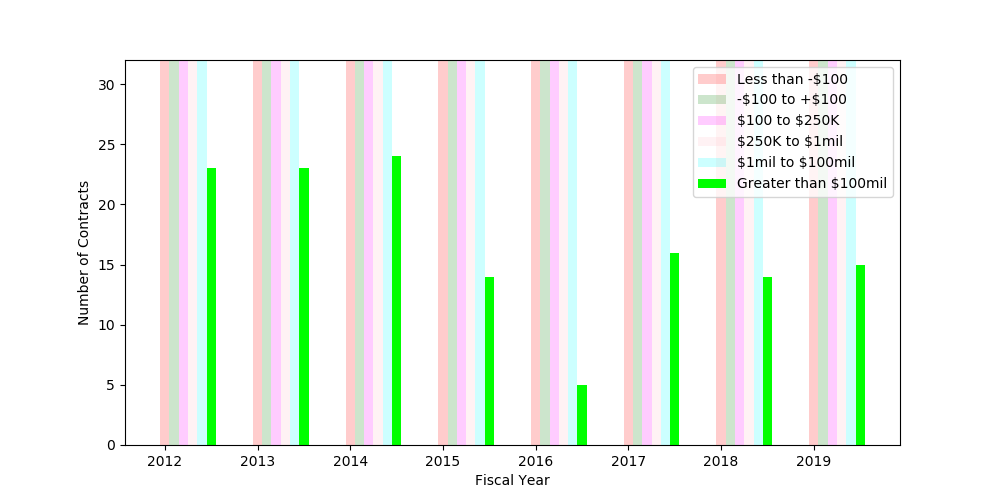 30
25
20
15
10
5
0
Number of Contracts
Less than -$100
-$100 to +$100
$100 to $250K
$250K to $1mil
$1mil to $100mil
Greater than $100mil
2012 2013 2014 2015 2016 2017 2018 2019
Fiscal Year